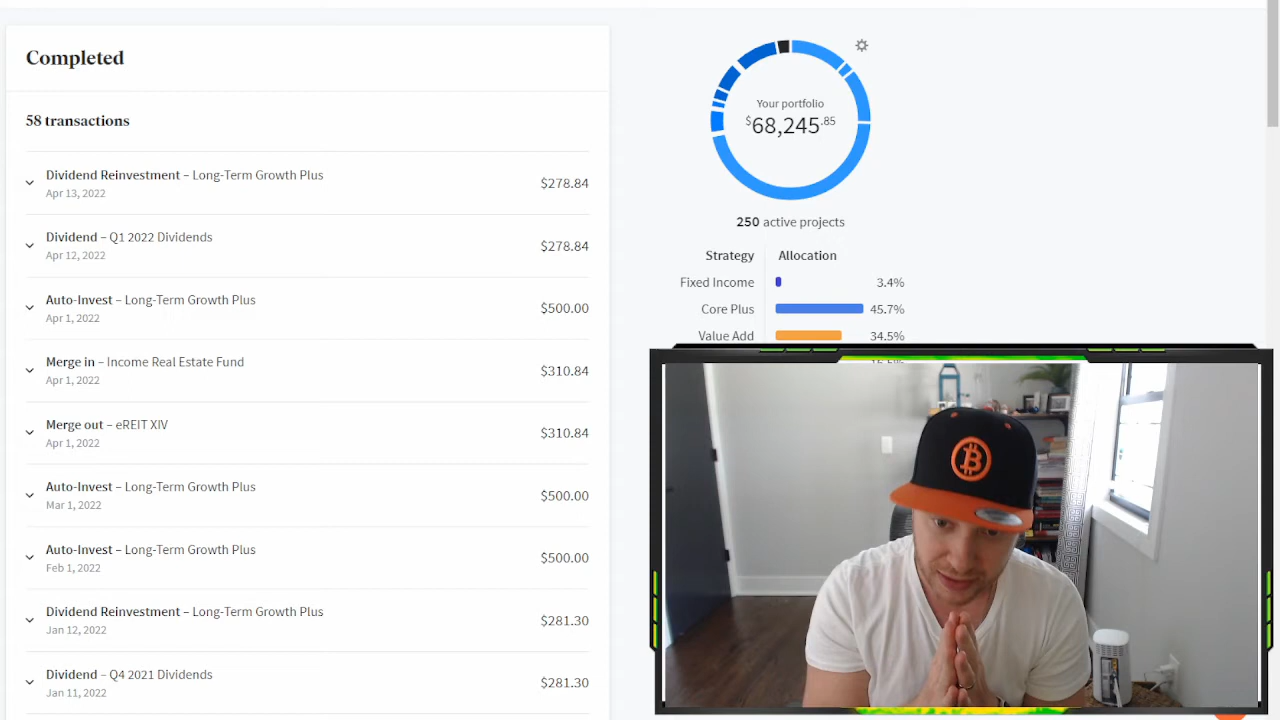 Completed
58 transactions
Dividend Reinvestment – Long-Term Growth Plus
Apr 13, 2022
$278.84
Dividend – Q1 2022 Dividends
Apr 12, 2022
$278.84
Auto-Invest – Long-Term Growth Plus
Apr 1, 2022
$500.00
Merge in – Income Real Estate Fund
Apr 1, 2022
$310.84
Merge out – eREIT XIV
Apr 1, 2022
$310.84
Auto-Invest – Long-Term Growth Plus
Mar 1, 2022
$500.00
Auto-Invest – Long-Term Growth Plus
Feb 1, 2022
$500.00
Dividend Reinvestment – Long-Term Growth Plus
Jan 12, 2022
$281.30
Dividend – Q4 2021 Dividends
Jan 11, 2022
$281.30
Your portfolio
$68,245.85
250 active projects
Strategy Allocation
Fixed Income 3.4%
Core Plus 45.7%
Value Add 34.5%